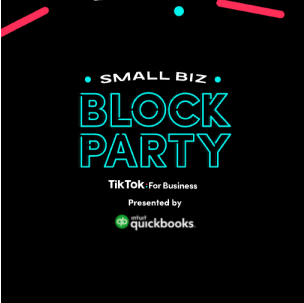 SMALL BIZ
BLOCK
PARTY
TikTok: For Business
Presented by
intuit
quickbooks.